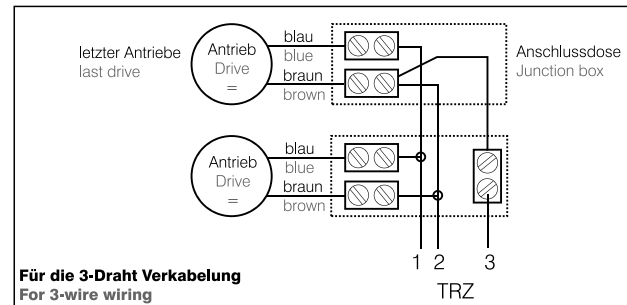 letzter Antriebe
last drive
Antrieb
Drive
=
blau
blue
braun
brown
Anschlussdose
Junction box
Antrieb
Drive
=
blau
blue
braun
brown
1 2 3
TRZ
Für die 3-Draht Verkabelung
For 3-wire wiring